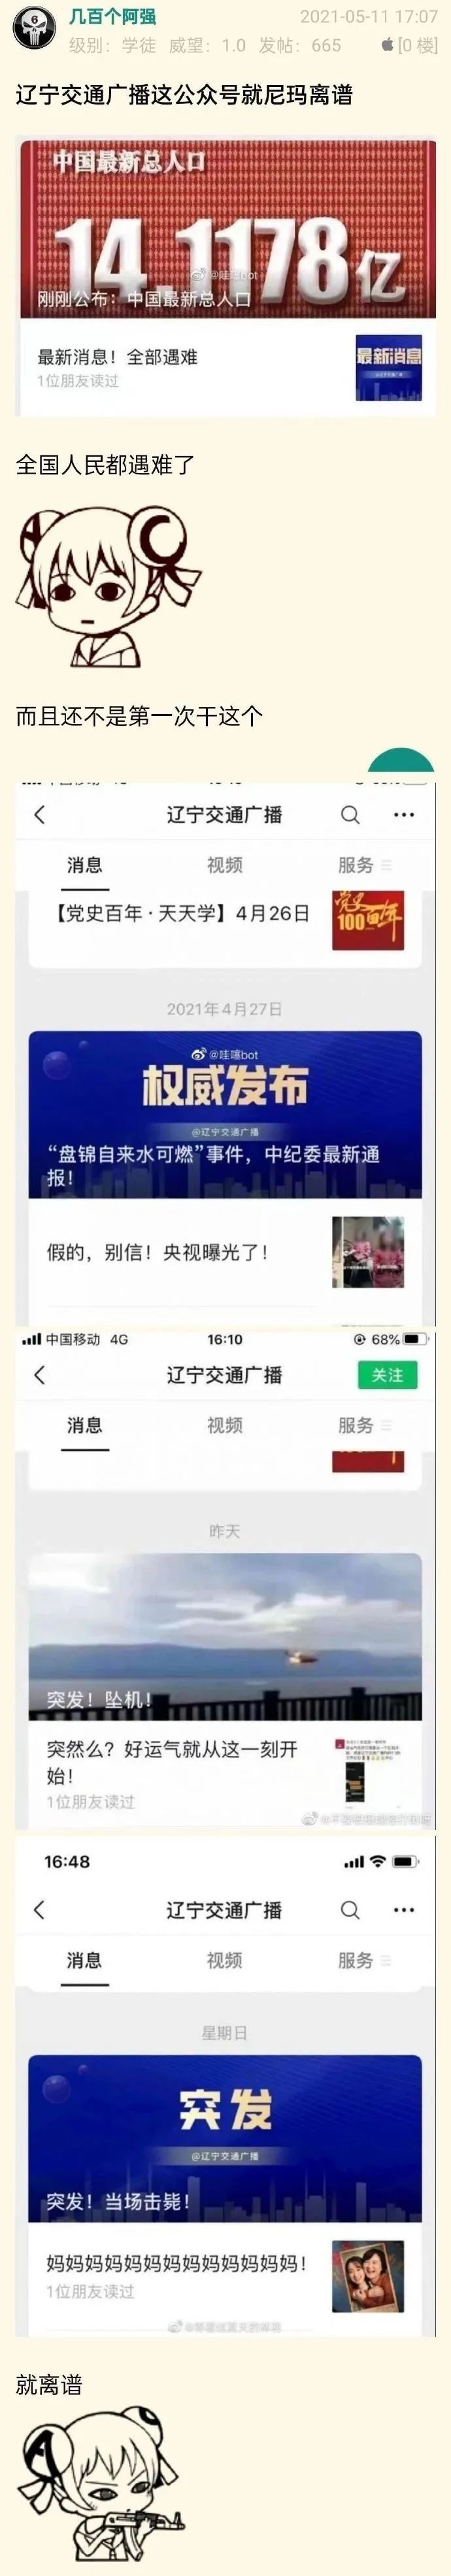 6
几百个阿强
2021-05-11 17:07
级别：学徒 威望：1.0 发帖：665
[0 楼]
辽宁交通广播这公众号就尼玛离谱
中国最新总人口
14.1178亿
@哇噻bot
刚刚公布：中国最新总人口
最新消息！全部遇难
1位朋友读过
最新消息
全国人民都遇难了
AC
而且还不是第一次干这个
辽宁交通广播
消息 视频 服务
【党史百年·天天学】4月26日
党史
100百年
2021年4月27日
@哇噻bot
权威发布
@辽宁交通广播
“盘锦自来水可燃”事件，中纪委最新通
报！
假的，别信！央视曝光了！
中国移动 4G 16:10 68%
辽宁交通广播 关注
消息 视频 服务
昨天
突发！坠机！
突然么？好运气就从这一刻开
始！
1位朋友读过
16:48
辽宁交通广播
消息 视频 服务
星期日
突发
@辽宁交通广播
突发！当场击毙！
妈妈妈妈妈妈妈妈妈妈妈妈妈！
1位朋友读过
就离谱
A